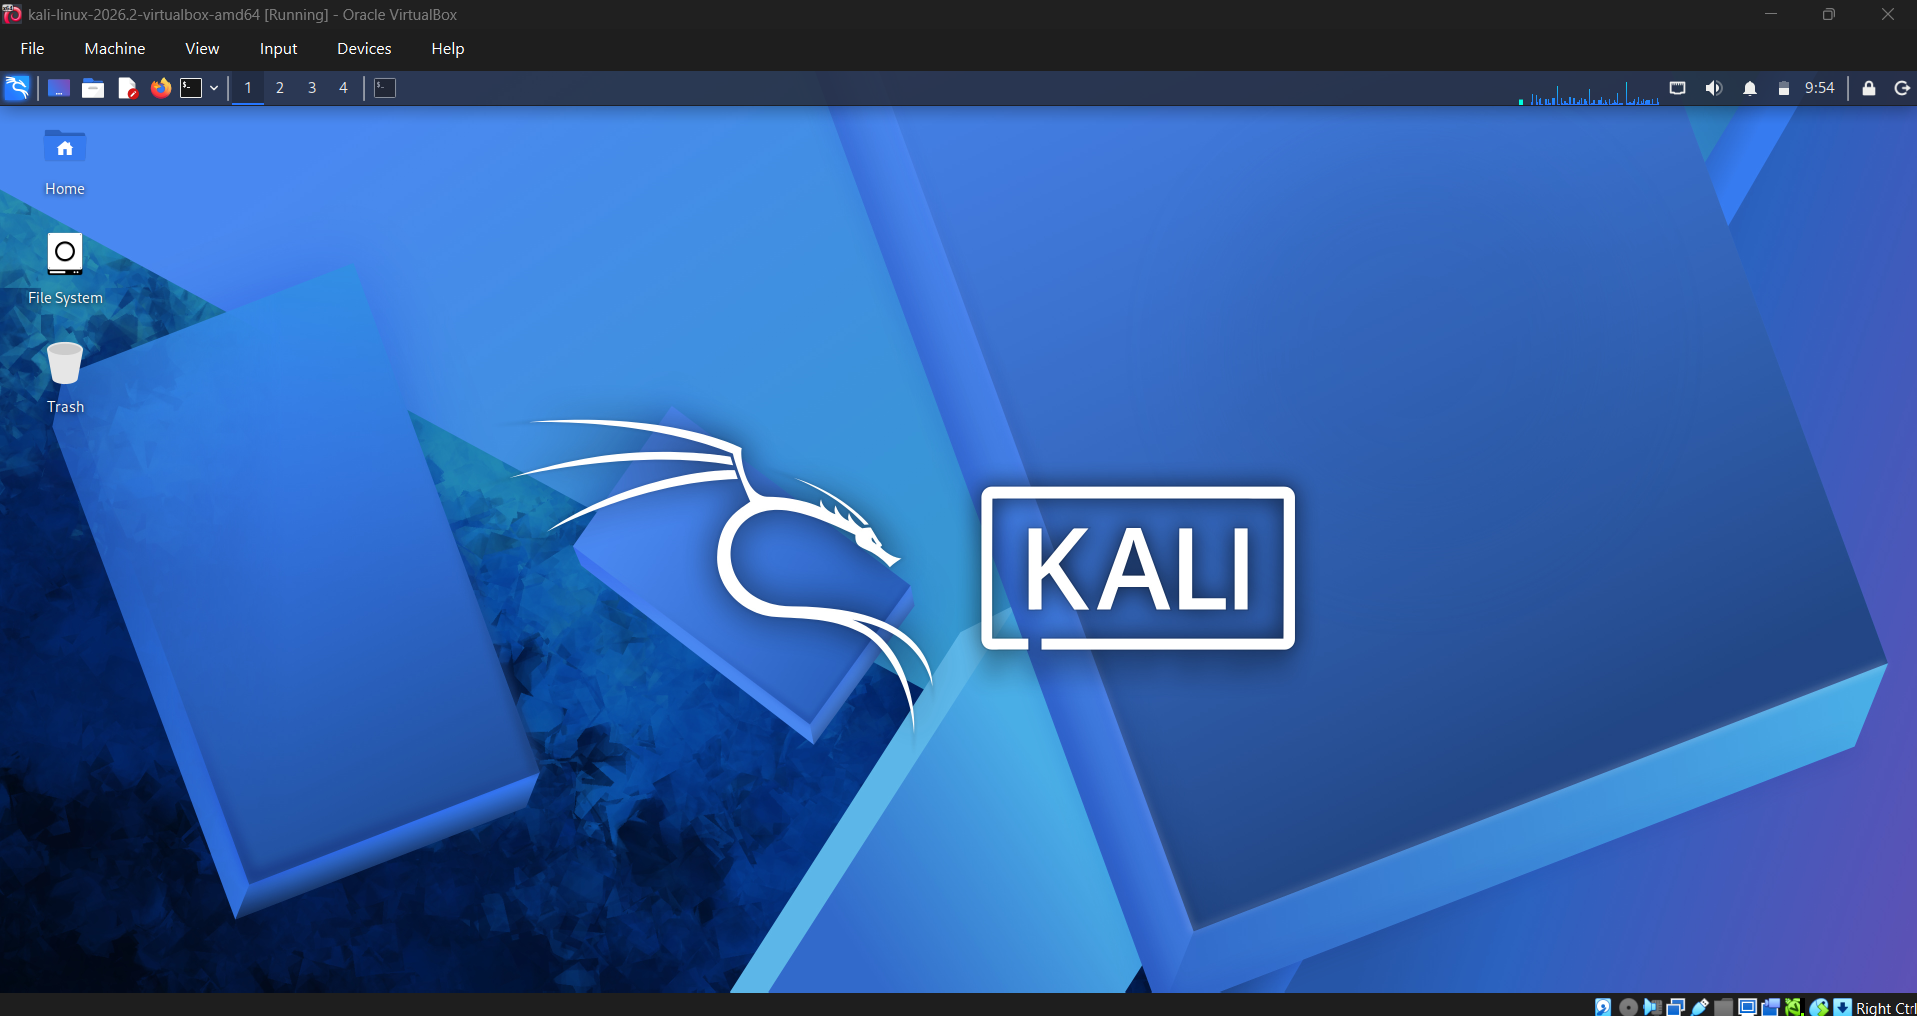 kali-linux-2026.2-virtualbox-amd64 [Running] - Oracle VirtualBox
File Machine View Input Devices Help
1 2 3 4 9:54
Home
File System
Trash
KALI
Right Ctrl